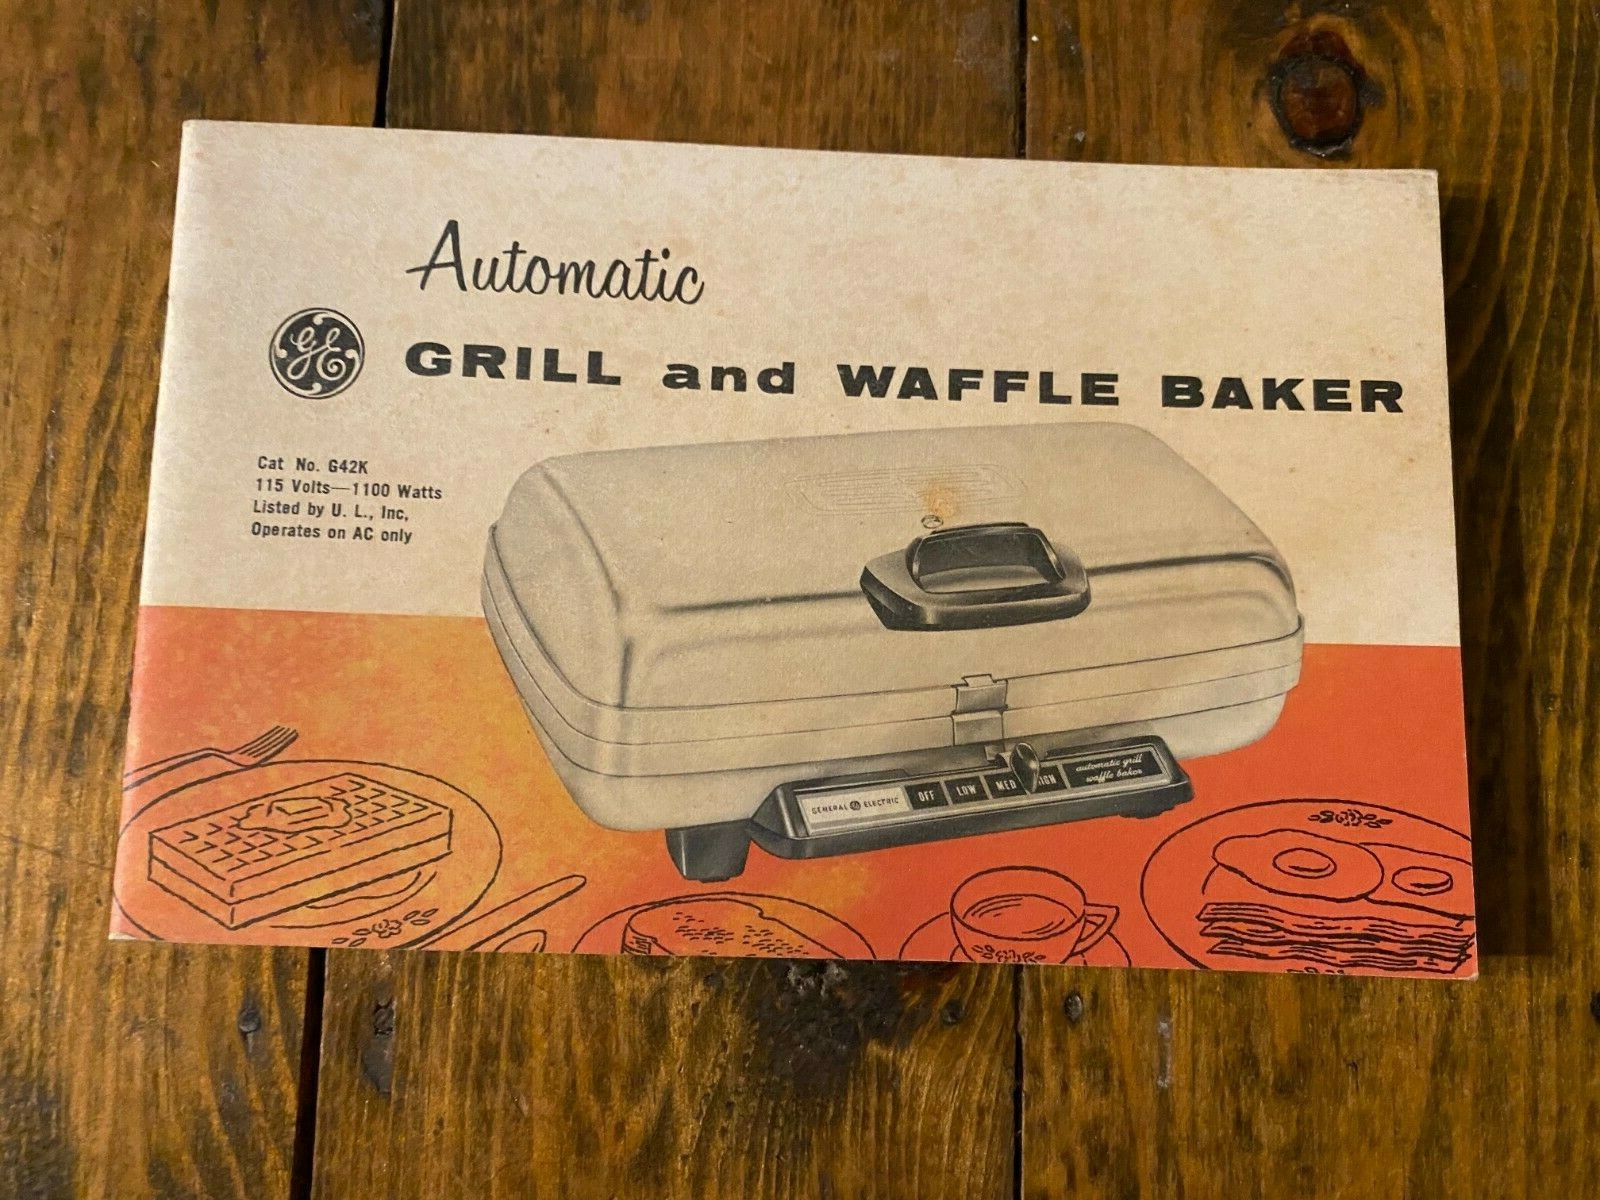 Automatic
GE
GRILL and WAFFLE BAKER
Cat No. G42K
115 Volts—1100 Watts
Listed by U. L., Inc,
Operates on AC only
GENERAL GE ELECTRIC
OFF LOW MED
automatic grill
waffle baker